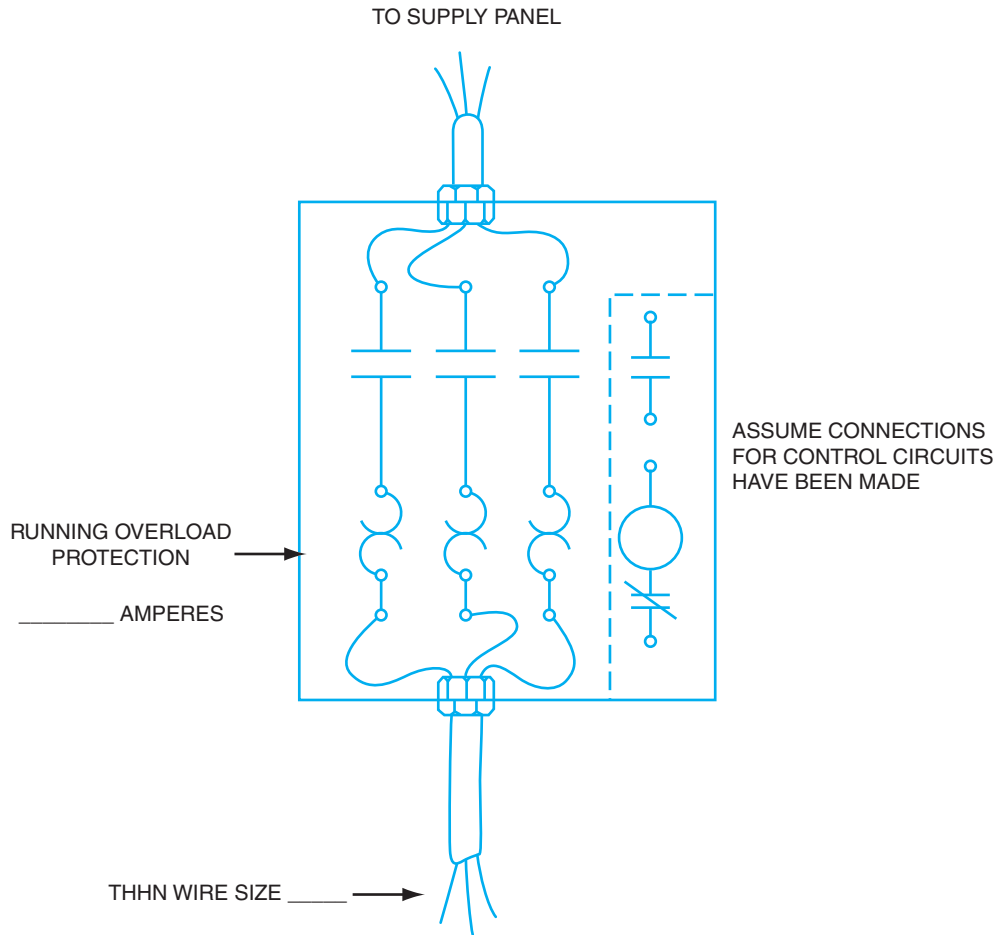 TO SUPPLY PANEL
ASSUME CONNECTIONS
FOR CONTROL CIRCUITS
HAVE BEEN MADE
RUNNING OVERLOAD
PROTECTION
________ AMPERES
THHN WIRE SIZE _____